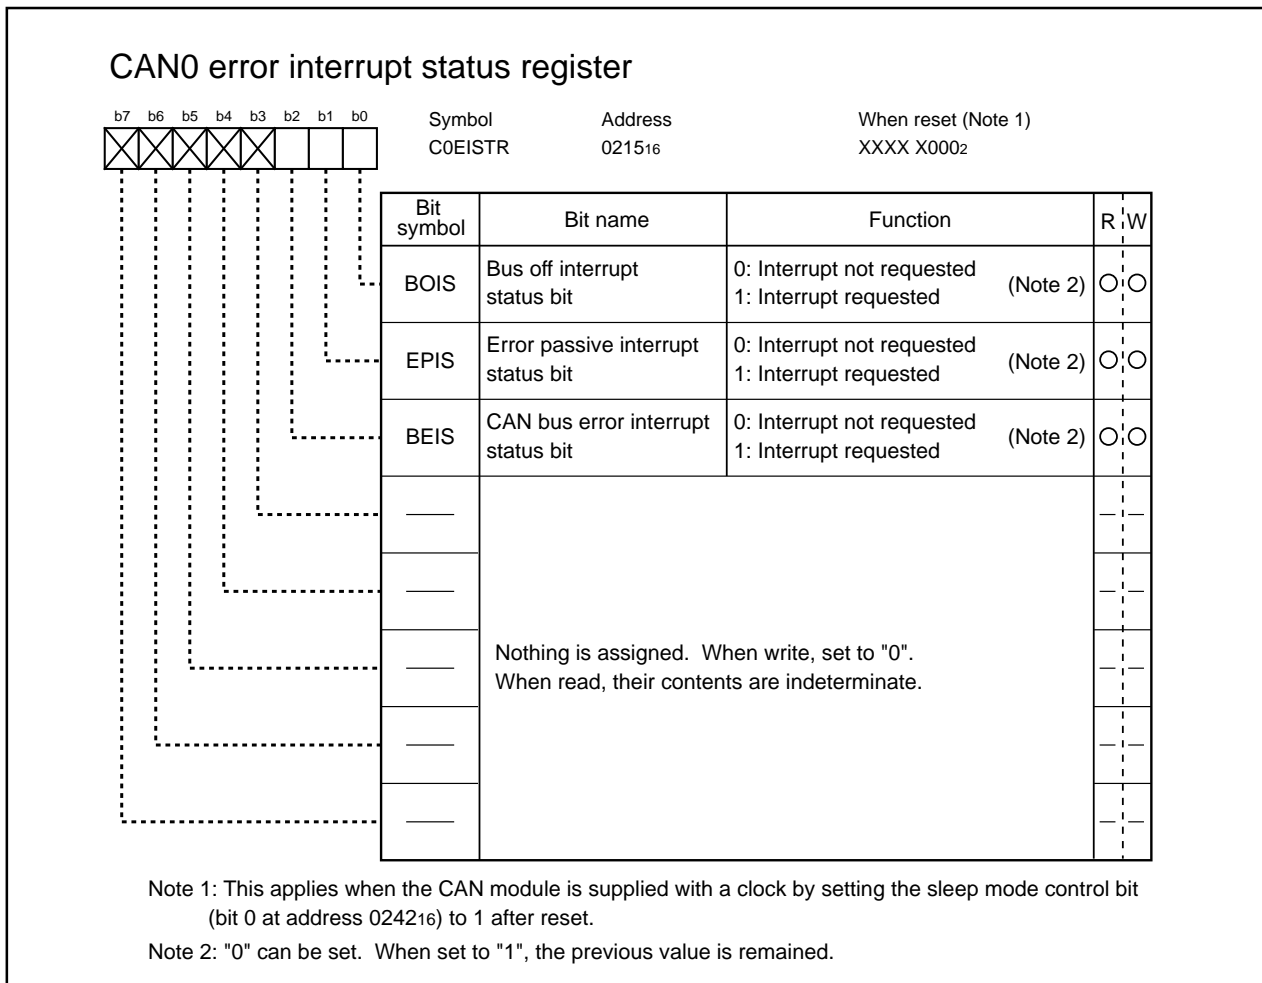 CAN0 error interrupt status register
b7 b6 b5 b4 b3 b2 b1 b0
Symbol Address When reset (Note 1)
C0EISTR 021516 XXXX X0002
Bit symbol Bit name Function R W
BOIS Bus off interrupt 0: Interrupt not requested
status bit 1: Interrupt requested (Note 2)
EPIS Error passive interrupt 0: Interrupt not requested
status bit 1: Interrupt requested (Note 2)
BEIS CAN bus error interrupt 0: Interrupt not requested
status bit 1: Interrupt requested (Note 2)
Nothing is assigned. When write, set to "0".
When read, their contents are indeterminate.
Note 1: This applies when the CAN module is supplied with a clock by setting the sleep mode control bit
(bit 0 at address 024216) to 1 after reset.
Note 2: "0" can be set. When set to "1", the previous value is remained.